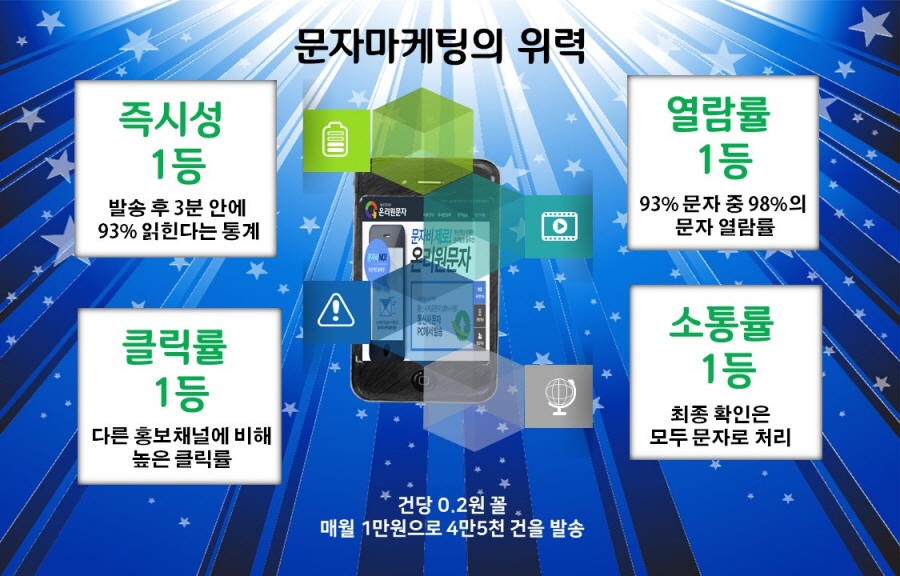 문자마케팅의 위력
즉시성
1등
발송 후 3분 안에
93% 읽힌다는 통계
열람률
1등
93% 문자 중 98%의
문자 열람률
온리원문자
문자비 제로!
온리원문자
PC에서 발송
클릭률
1등
다른 홍보채널에 비해
높은 클릭률
소통률
1등
최종 확인은
모두 문자로 처리
건당 0.2원 꼴
매월 1만원으로 4만5천 건을 발송